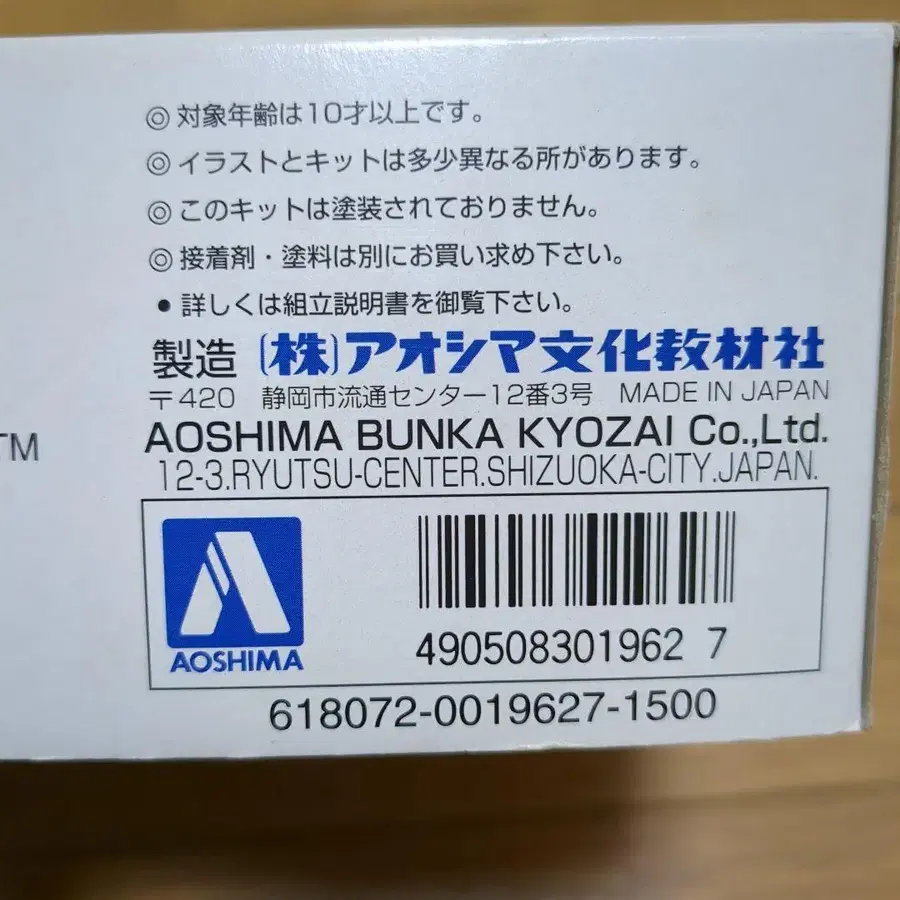 ◎ 対象年齢は10才以上です。
◎ イラストとキットは多少異なる所があります。
◎ このキットは塗装されておりません。
◎ 接着剤・塗料は別にお買い求め下さい。
● 詳しくは組立説明書を御覧下さい。
製造 (株)アオシマ文化教材社
〒420 静岡市流通センター12番3号 MADE IN JAPAN
TM
AOSHIMA BUNKA KYOZAI Co.,Ltd.
12-3.RYUTSU-CENTER.SHIZUOKA-CITY.JAPAN.
AOSHIMA
490508301962 7
618072-0019627-1500